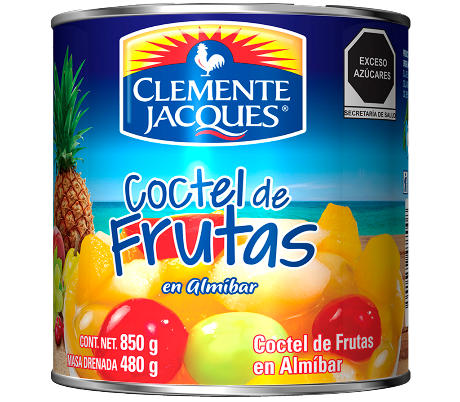 CLEMENTE
JACQUES®
EXCESO
AZÚCARES
SECRETARÍA DE SALUD
Coctel de
Frutas
en Almíbar
CONT. NET. 850 g
MASA DRENADA 480 g
Coctel de Frutas
en Almíbar